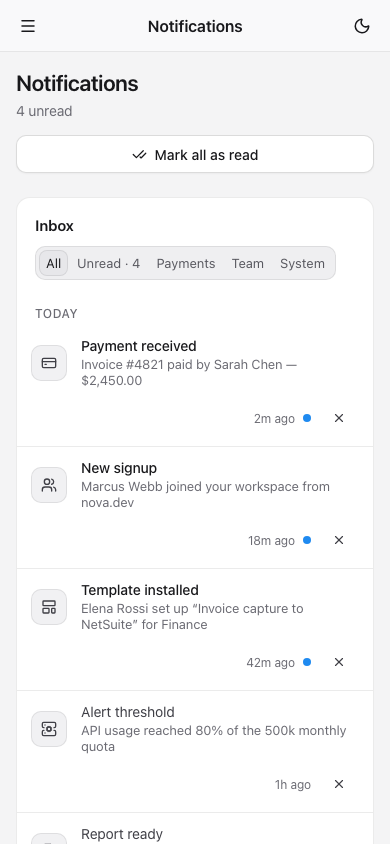 Notifications
Notifications
4 unread
Mark all as read
Inbox
All
Unread · 4
Payments
Team
System
TODAY
Payment received
Invoice #4821 paid by Sarah Chen —
$2,450.00
2m ago
New signup
Marcus Webb joined your workspace from
nova.dev
18m ago
Template installed
Elena Rossi set up “Invoice capture to
NetSuite” for Finance
42m ago
Alert threshold
API usage reached 80% of the 500k monthly
quota
1h ago
Report ready